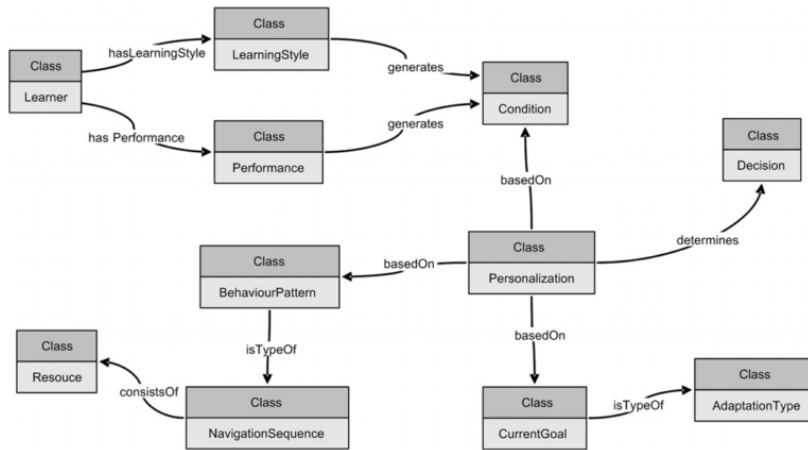 Class
LearningStyle
hasLearningStyle
Class
Learner
generates
Class
Condition
has Performance
Class
Performance
generates
Class
Decision
basedOn
determines
Class
Personalization
basedOn
Class
BehaviourPattern
basedOn
isTypeOf
Class
Resouce
consistsOf
Class
NavigationSequence
Class
CurrentGoal
isTypeOf
Class
AdaptationType